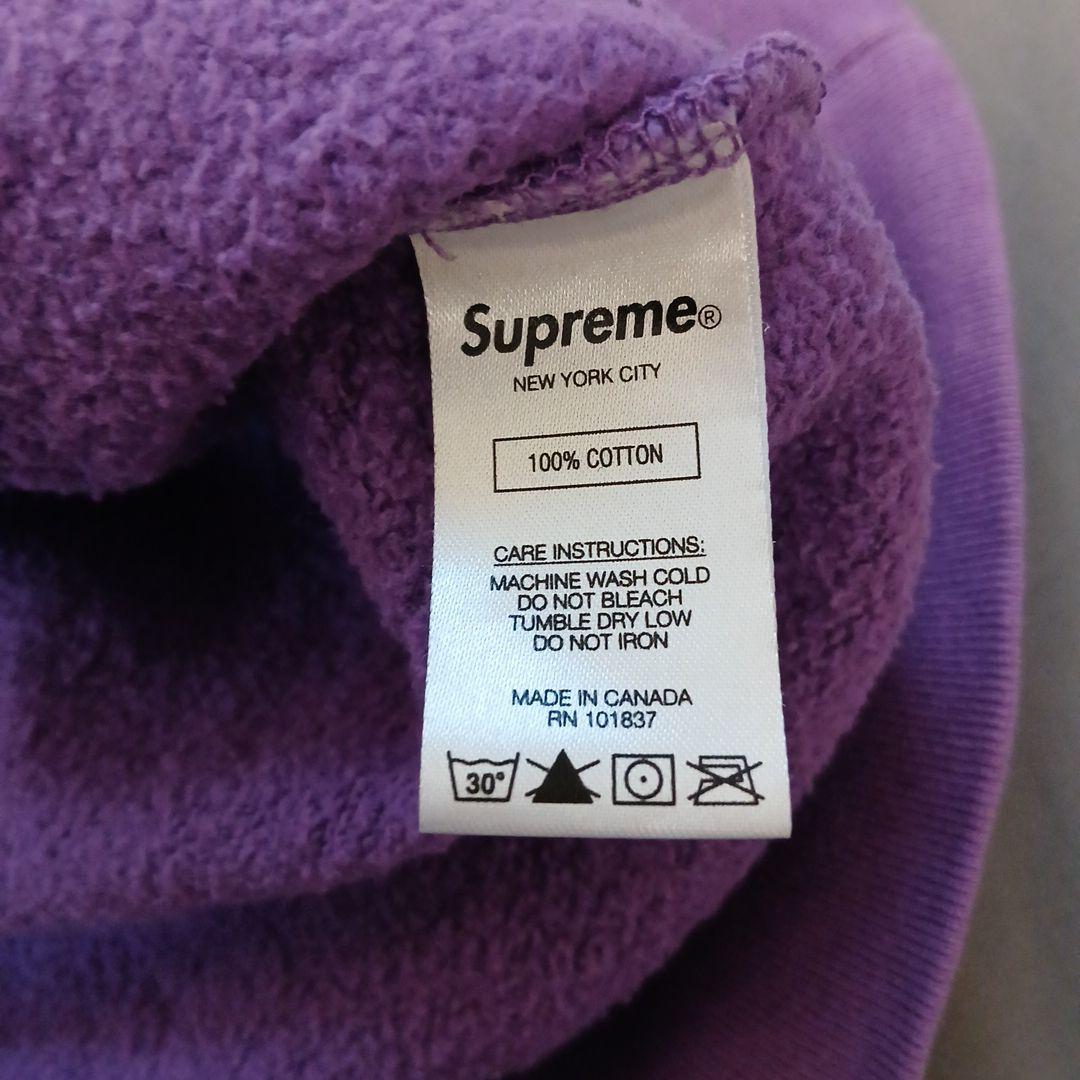 Supreme®
NEW YORK CITY
100% COTTON
CARE INSTRUCTIONS:
MACHINE WASH COLD
DO NOT BLEACH
TUMBLE DRY LOW
DO NOT IRON
MADE IN CANADA
RN 101837
30°